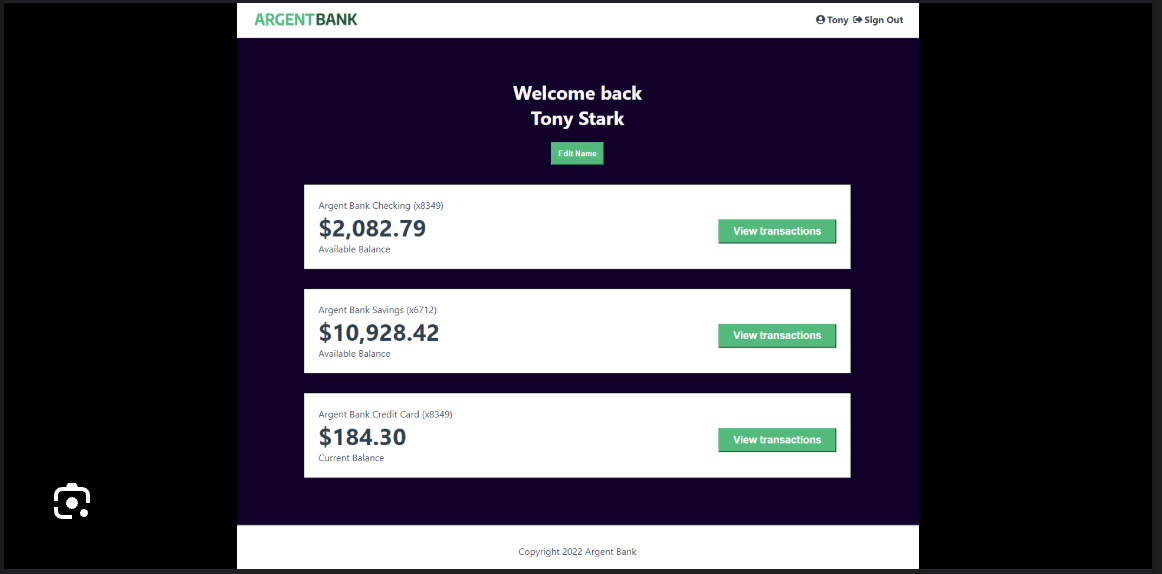 ARGENTBANK
Tony Sign Out
Welcome back
Tony Stark
Edit Name
Argent Bank Checking (x8349)
$2,082.79
Available Balance
View transactions
Argent Bank Savings (x6712)
$10,928.42
Available Balance
View transactions
Argent Bank Credit Card (x8349)
$184.30
Current Balance
View transactions
Copyright 2022 Argent Bank